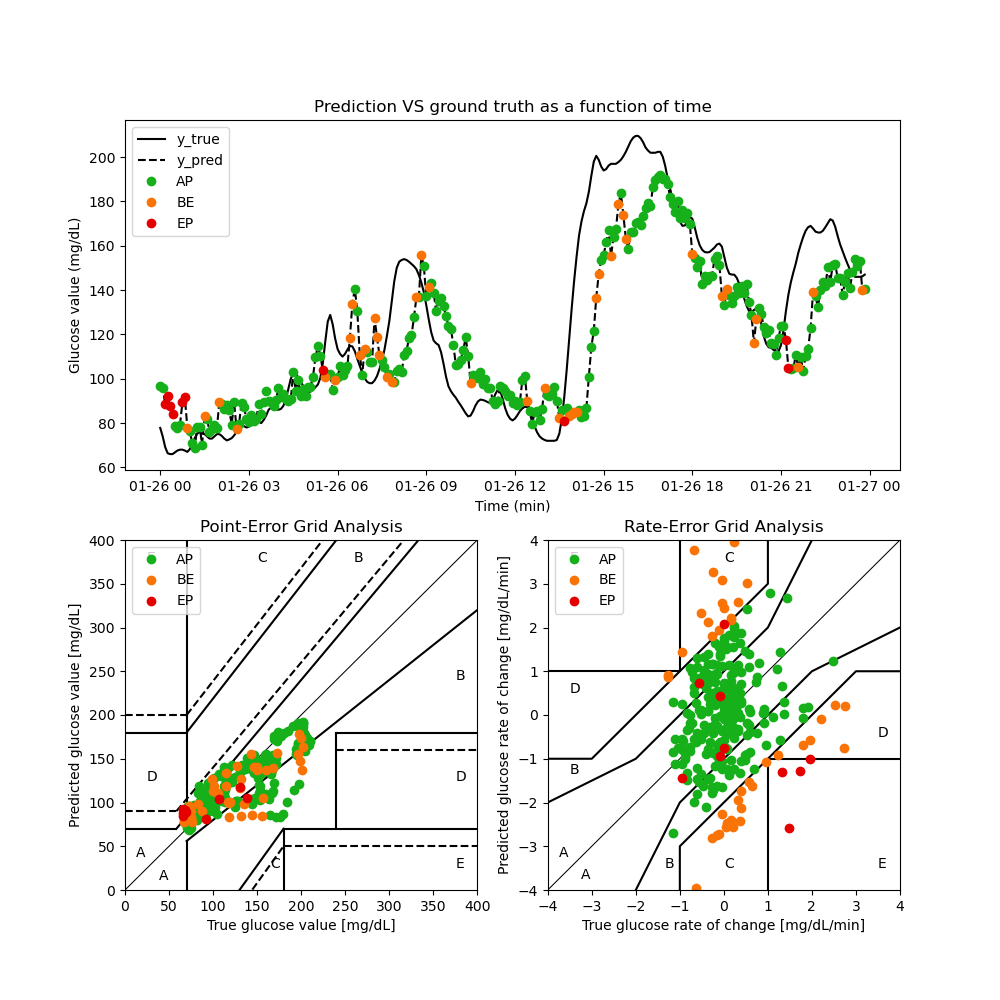 Prediction VS ground truth as a function of time
Glucose value (mg/dL)
200
180
160
140
120
100
80
60
y_true
y_pred
AP
BE
EP
01-26 00 01-26 03 01-26 06 01-26 09 01-26 12 01-26 15 01-26 18 01-26 21 01-27 00
Time (min)
Point-Error Grid Analysis
Predicted glucose value [mg/dL]
400
350
300
250
200
150
100
50
0
AP
BE
EP
C
B
B
D
D
A
A
C
E
0 50 100 150 200 250 300 350 400
True glucose value [mg/dL]
Rate-Error Grid Analysis
Predicted glucose rate of change [mg/dL/min]
4
3
2
1
0
−1
−2
−3
−4
AP
BE
EP
C
D
D
B
A
A
B
C
E
−4 −3 −2 −1 0 1 2 3 4
True glucose rate of change [mg/dL/min]